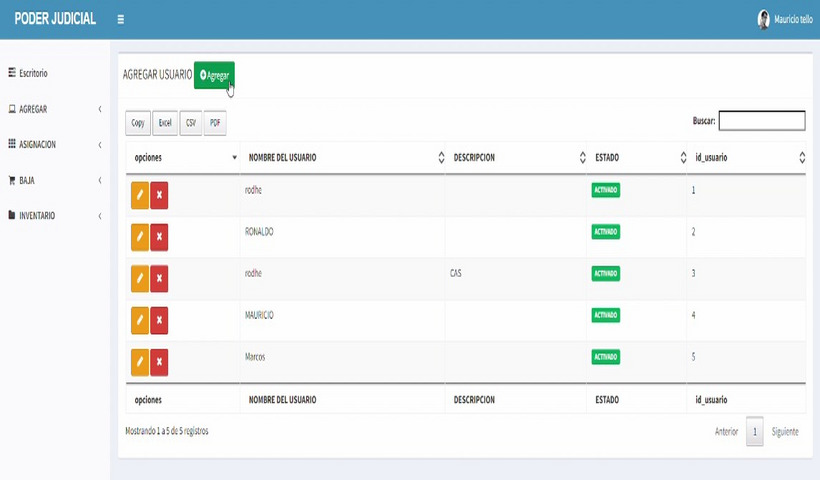 PODER JUDICIAL
Mauricio tello
Escritorio
AGREGAR
ASIGNACION
BAJA
INVENTARIO
AGREGAR USUARIO Agregar
Copy Excel CSV PDF
Buscar:
opciones NOMBRE DEL USUARIO DESCRIPCION ESTADO id_usuario
rodhe ACTIVADO 1
RONALDO ACTIVADO 2
rodhe CAS ACTIVADO 3
MAURICIO ACTIVADO 4
Marcos ACTIVADO 5
opciones NOMBRE DEL USUARIO DESCRIPCION ESTADO id_usuario
Mostrando 1 a 5 de 5 registros
Anterior 1 Siguiente